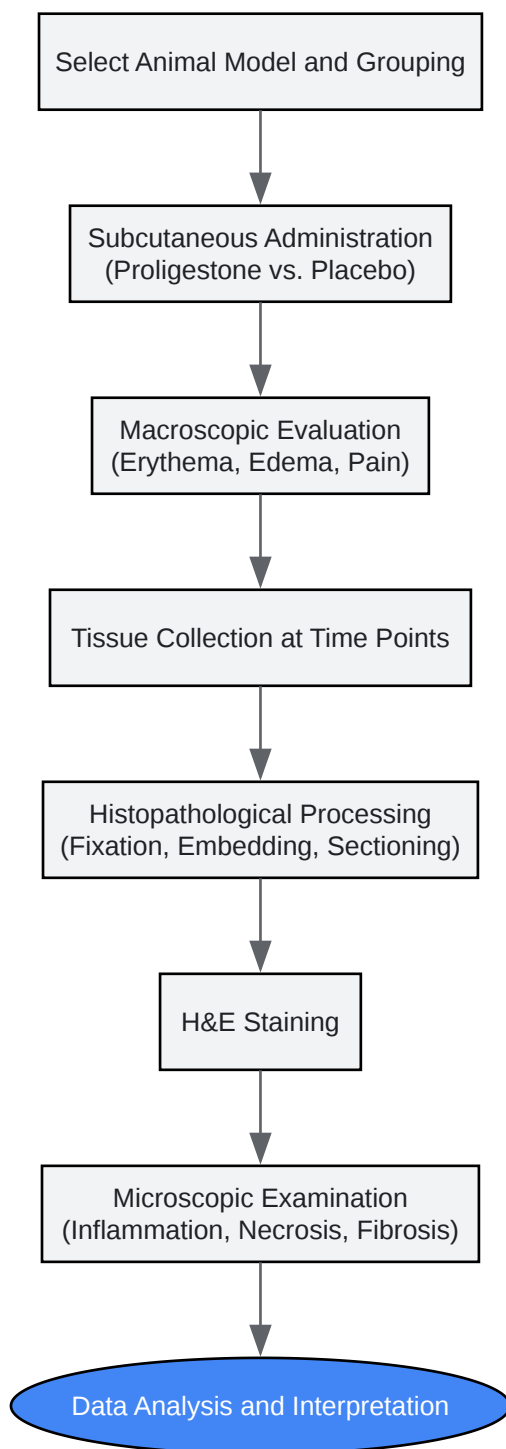 Select Animal Model and Grouping
Subcutaneous Administration
(Proligestone vs. Placebo)
Macroscopic Evaluation
(Erythema, Edema, Pain)
Tissue Collection at Time Points
Histopathological Processing
(Fixation, Embedding, Sectioning)
H&E Staining
Microscopic Examination
(Inflammation, Necrosis, Fibrosis)
Data Analysis and Interpretation